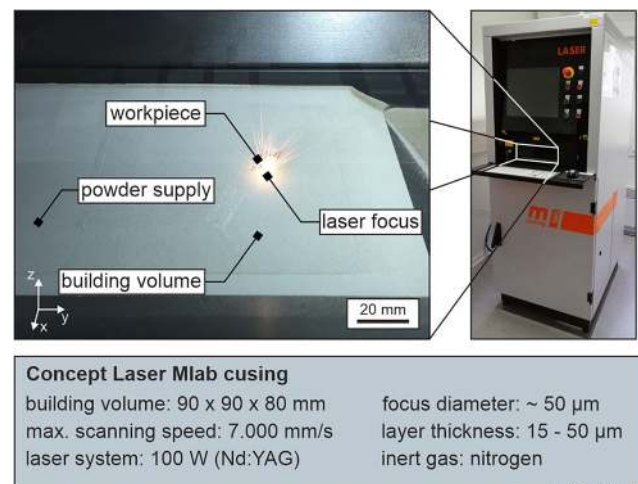 LASER
workpiece
powder supply
laser focus
building volume
z
y
x
20 mm
Concept Laser Mlab cusing
building volume: 90 x 90 x 80 mm
max. scanning speed: 7.000 mm/s
laser system: 100 W (Nd:YAG)
focus diameter: ~ 50 µm
layer thickness: 15 - 50 µm
inert gas: nitrogen